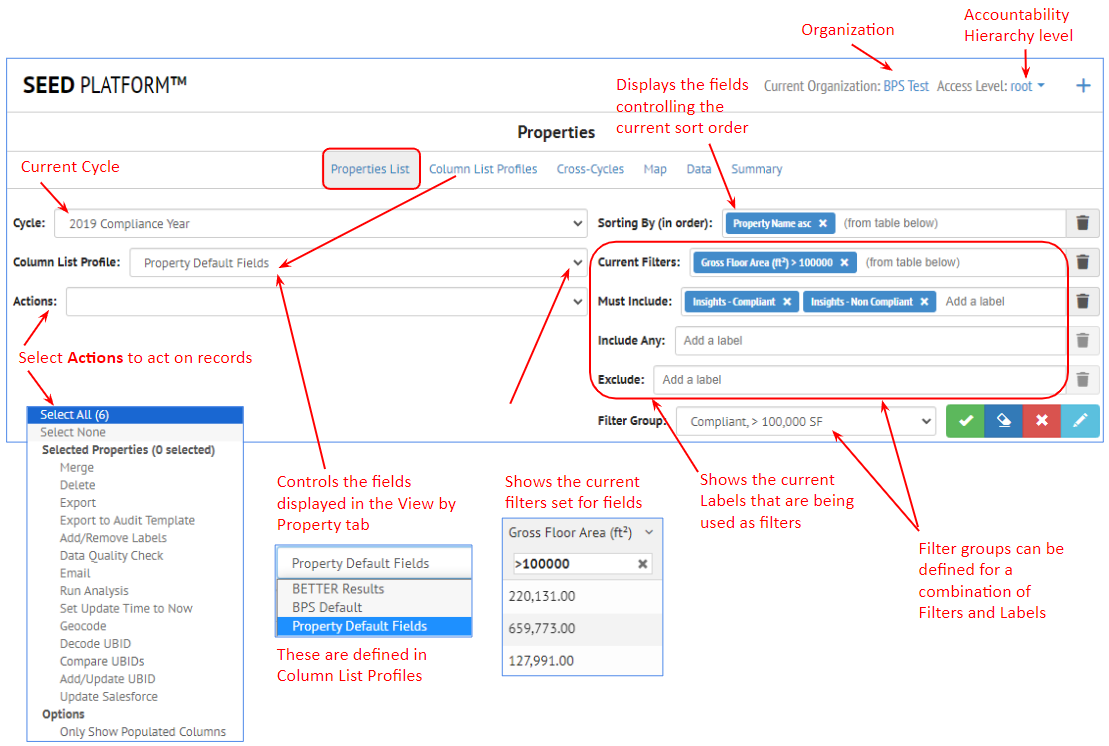 Organization
Accountability
Hierarchy level
SEED PLATFORM™
Current Organization: BPS Test Access Level: root
Displays the fields
controlling the
current sort order
Properties
Current Cycle
Properties List Column List Profiles Cross-Cycles Map Data Summary
Cycle: 2019 Compliance Year
Sorting By (in order): Property Name asc (from table below)
Column List Profile: Property Default Fields
Current Filters: Gross Floor Area (ft²) > 100000 (from table below)
Actions:
Must Include: Insights - Compliant Insights - Non Compliant Add a label
Include Any: Add a label
Exclude: Add a label
Filter Group: Compliant, > 100,000 SF
Select Actions to act on records
Select All (6)
Select None
Selected Properties (0 selected)
Merge
Delete
Export
Export to Audit Template
Add/Remove Labels
Data Quality Check
Email
Run Analysis
Set Update Time to Now
Geocode
Decode UBID
Compare UBIDs
Add/Update UBID
Update Salesforce
Options
Only Show Populated Columns
Controls the fields
displayed in the View by
Property tab
Property Default Fields
BETTER Results
BPS Default
Property Default Fields
These are defined in
Column List Profiles
Shows the current
filters set for fields
Gross Floor Area (ft²)
>100000
220,131.00
659,773.00
127,991.00
Shows the current
Labels that are being
used as filters
Filter groups can be
defined for a
combination of
Filters and Labels